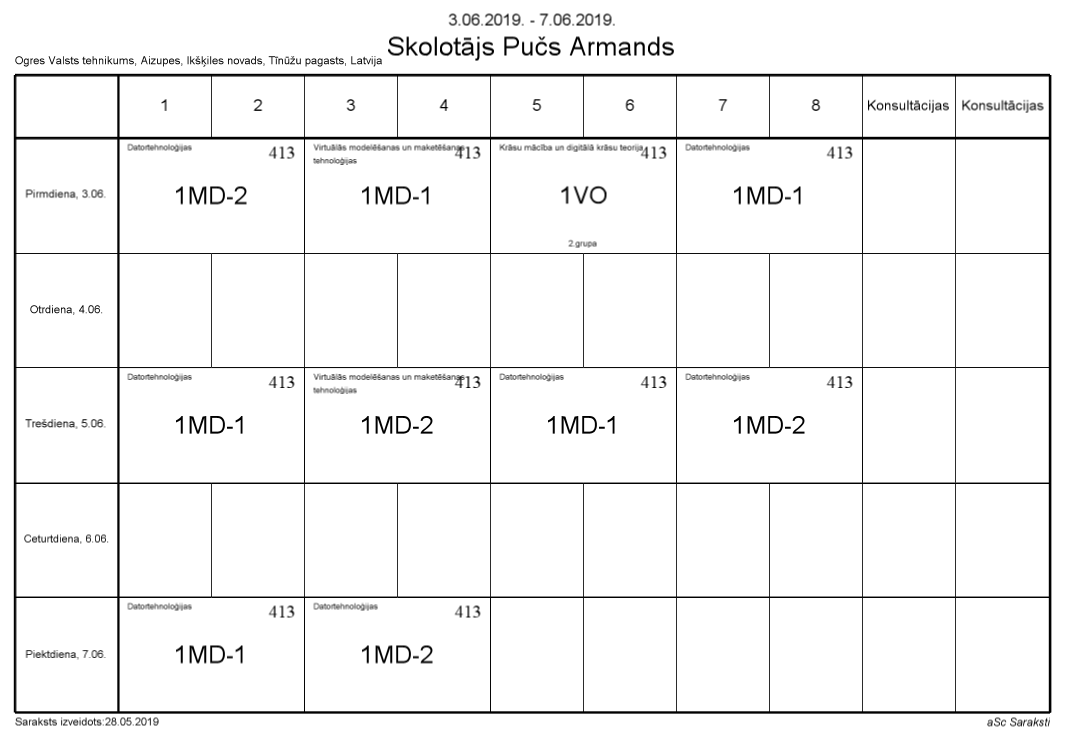 3.06.2019. - 7.06.2019.
Skolotājs Pučs Armands
Ogres Valsts tehnikums, Aizupes, Ikšķiles novads, Tīnūžu pagasts, Latvija
1 2 3 4 5 6 7 8 Konsultācijas Konsultācijas
Pirmdiena, 3.06.
Datortehnoloģijas 413
1MD-2
Virtuālās modelēšanas un maketēšanas 413
tehnoloģijas
1MD-1
Krāsu mācība un digitālā krāsu teorija 413
1VO
2.grupa
Datortehnoloģijas 413
1MD-1
Otrdiena, 4.06.
Trešdiena, 5.06.
Datortehnoloģijas 413
1MD-1
Virtuālās modelēšanas un maketēšanas 413
tehnoloģijas
1MD-2
Datortehnoloģijas 413
1MD-1
Datortehnoloģijas 413
1MD-2
Ceturtdiena, 6.06.
Piektdiena, 7.06.
Datortehnoloģijas 413
1MD-1
Datortehnoloģijas 413
1MD-2
Saraksts izveidots:28.05.2019
aSc Saraksti